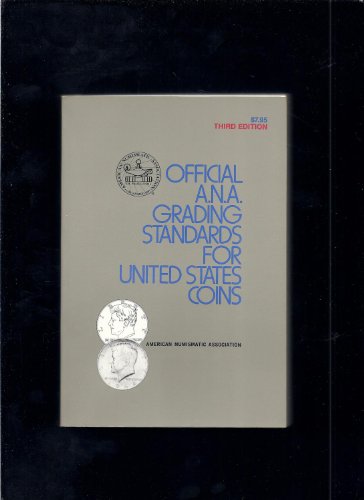 $7.95
THIRD EDITION
OFFICIAL
A.N.A.
GRADING
STANDARDS
FOR
UNITED STATES
COINS
AMERICAN NUMISMATIC ASSOCIATION